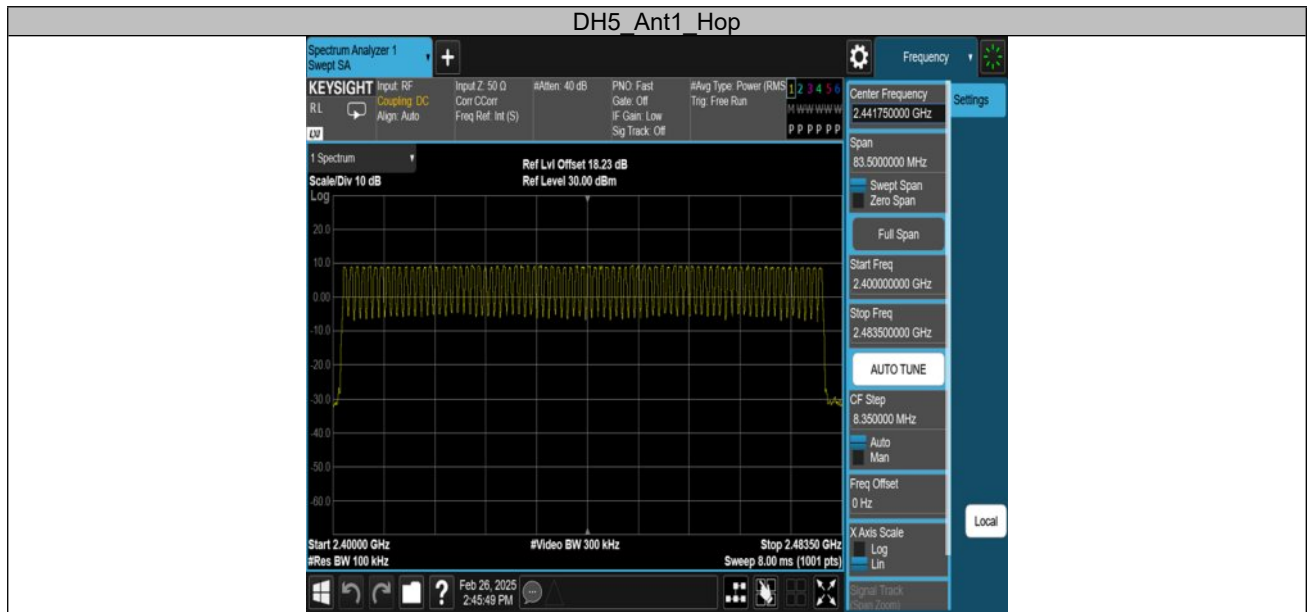 DH5_Ant1_Hop
Spectrum Analyzer 1
Swept SA
+
Frequency
KEYSIGHT
RL
LXI
Input: RF
Coupling: DC
Align: Auto
Input Z: 50 Ω
Corr CCorr
Freq Ref: Int (S)
#Atten: 40 dB
PNO: Fast
Gate: Off
IF Gain: Low
Sig Track: Off
#Avg Type: Power (RMS
Trig: Free Run
1 2 3 4 5 6
M W W W W W
P P P P P P
1 Spectrum
Scale/Div 10 dB
Log
Ref Lvl Offset 18.23 dB
Ref Level 30.00 dBm
20.0
10.0
0.00
-10.0
-20.0
-30.0
-40.0
-50.0
-60.0
Start 2.40000 GHz
#Res BW 100 kHz
#Video BW 300 kHz
Stop 2.48350 GHz
Sweep 8.00 ms (1001 pts)
?
Feb 26, 2025
2:45:49 PM
Center Frequency
2.441750000 GHz
Settings
Span
83.5000000 MHz
Swept Span
Zero Span
Full Span
Start Freq
2.400000000 GHz
Stop Freq
2.483500000 GHz
AUTO TUNE
CF Step
8.350000 MHz
Auto
Man
Freq Offset
0 Hz
Local
X Axis Scale
Log
Lin
Signal Track
(Span Zoom)